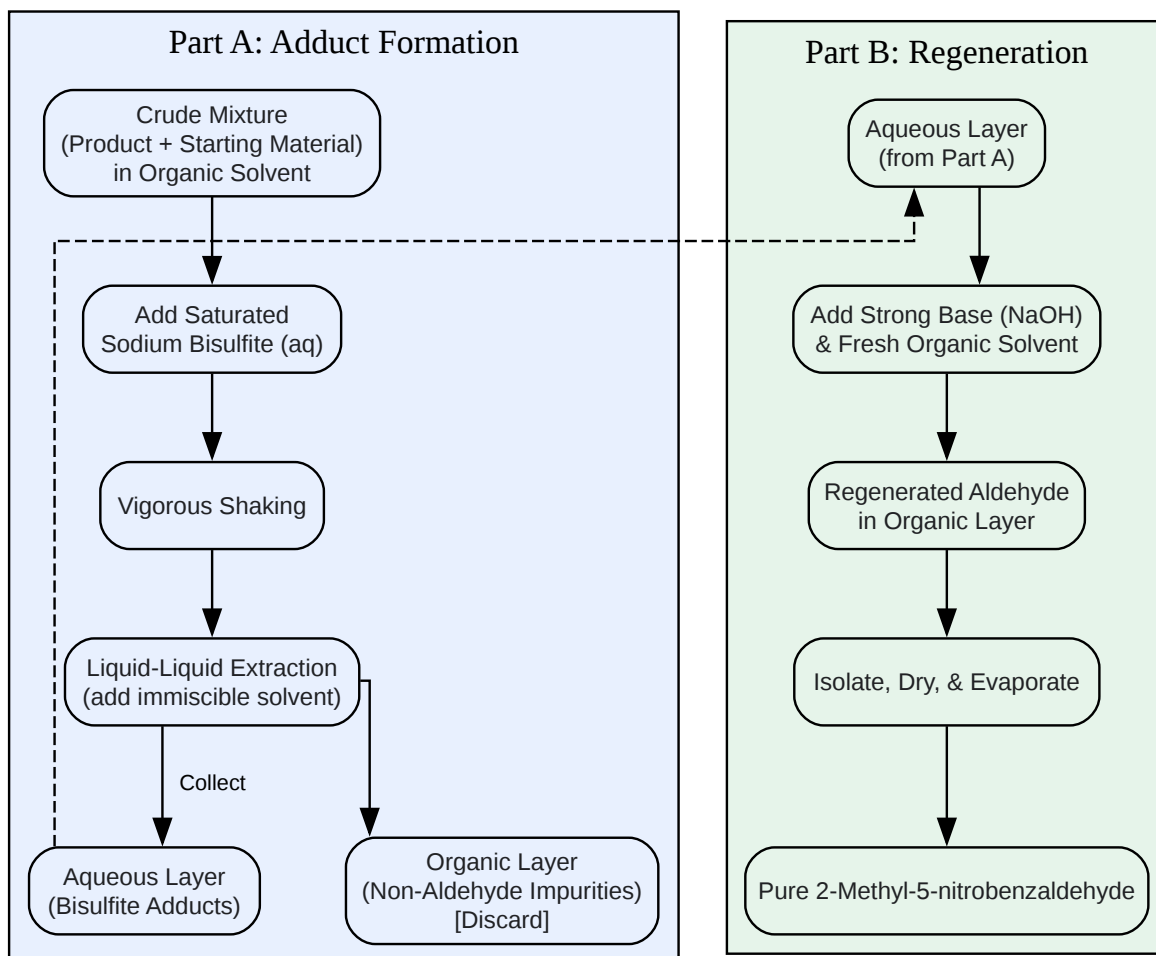 Part A: Adduct Formation
Crude Mixture
(Product + Starting Material)
in Organic Solvent
Add Saturated
Sodium Bisulfite (aq)
Vigorous Shaking
Liquid-Liquid Extraction
(add immiscible solvent)
Collect
Aqueous Layer
(Bisulfite Adducts)
Organic Layer
(Non-Aldehyde Impurities)
[Discard]
Part B: Regeneration
Aqueous Layer
(from Part A)
Add Strong Base (NaOH)
& Fresh Organic Solvent
Regenerated Aldehyde
in Organic Layer
Isolate, Dry, & Evaporate
Pure 2-Methyl-5-nitrobenzaldehyde